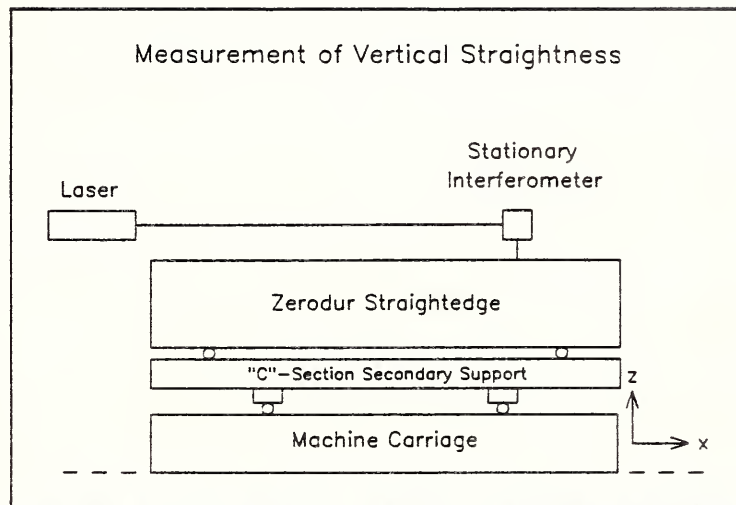 Measurement of Vertical Straightness
Stationary
Interferometer
Laser
Zerodur Straightedge
"C"-Section Secondary Support
z
Machine Carriage
x